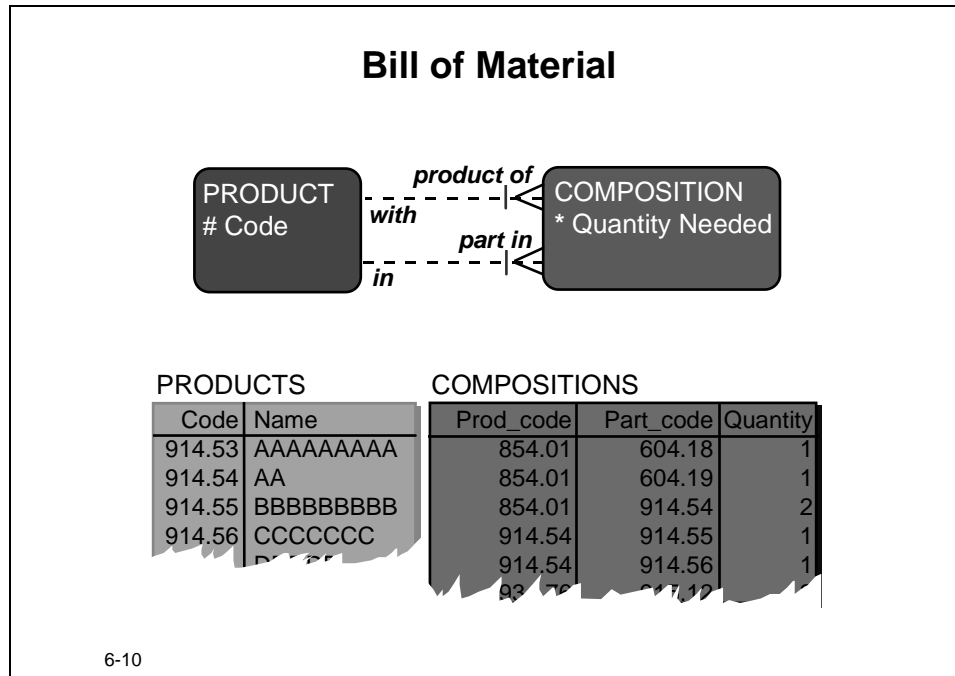 Bill of Material
PRODUCT
# Code
product of
with
part in
in
COMPOSITION
* Quantity Needed
PRODUCTS
Code Name
914.53 AAAAAAAAA
914.54 AA
914.55 BBBBBBBBB
914.56 CCCCCCC
COMPOSITIONS
Prod_code Part_code Quantity
854.01 604.18 1
854.01 604.19 1
854.01 914.54 2
914.54 914.55 1
914.54 914.56 1
6-10